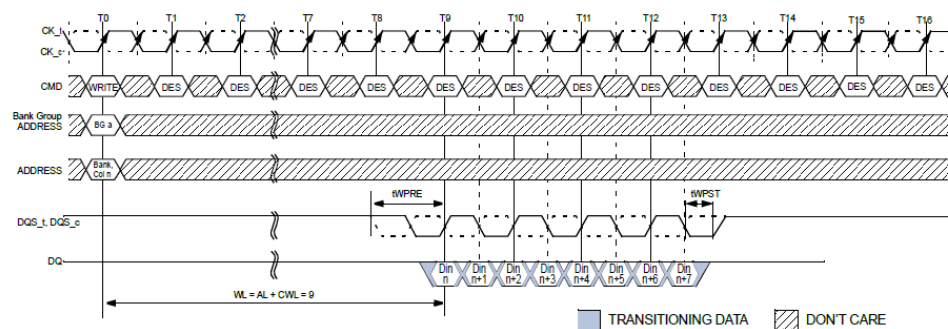 T0 T1 T2 T7 T8 T9 T10 T11 T12 T13 T14 T15 T16
CK_t
CK_c
CMD WRITE DES DES DES DES DES DES DES DES DES DES DES DES
Bank Group
ADDRESS
BG a
ADDRESS
Bank,
Col n
tWPRE tWPST
DQS_t, DQS_c
DQ
Din Din Din Din Din Din Din Din
n n+1 n+2 n+3 n+4 n+5 n+6 n+7
WL = AL + CWL = 9
TRANSITIONING DATA DON'T CARE